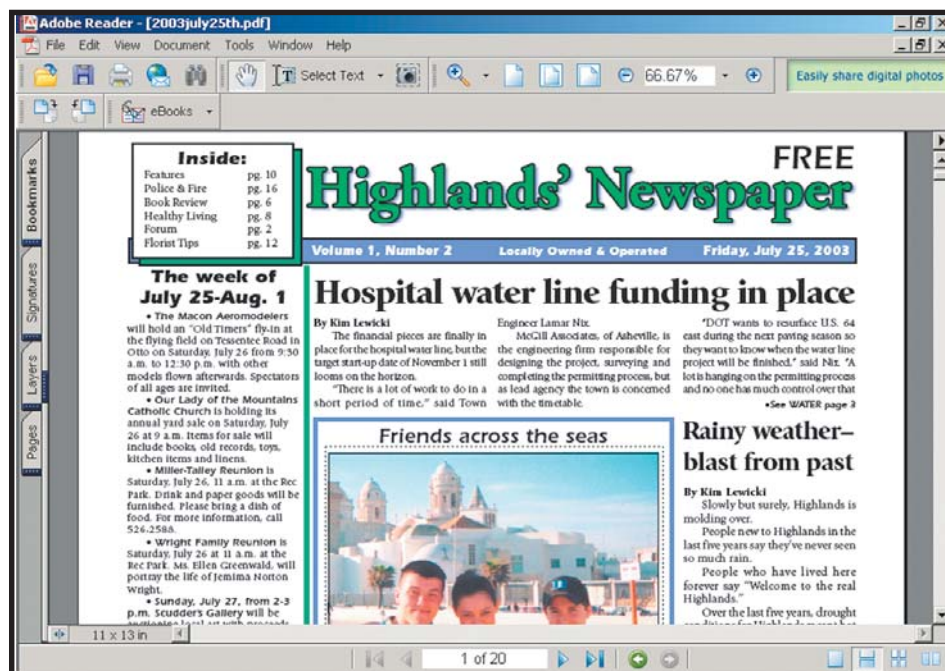 Adobe Reader - [2003july25th.pdf]
File Edit View Document Tools Window Help
Select Text
66.67%
Easily share digital photos
eBooks
Bookmarks
Signatures
Layers
Pages
Inside:
Features pg. 10
Police & Fire pg. 16
Book Review pg. 6
Healthy Living pg. 8
Forum pg. 2
Florist Tips pg. 12
FREE
Highlands' Newspaper
Volume 1, Number 2 Locally Owned & Operated Friday, July 25, 2003
The week of
July 25-Aug. 1
• The Macon Aeromodelers
will hold an "Old Timers" fly-in at
the flying field on Tessentee Road in
Otto on Saturday, July 26 from 9:30
a.m. to 12:30 p.m. with other
models flown afterwards. Spectators
of all ages are invited.
• Our Lady of the Mountains
Catholic Church is holding its
annual yard sale on Saturday, July
26 at 9 a.m. Items for sale will
include books, old records, toys,
kitchen items and linens.
• Miller-Talley Reunion is
Saturday, July 26, 11 a.m. at the Rec
Park. Drink and paper goods will be
furnished. Please bring a dish of
food. For more information, call
526-2588.
• Wright Family Reunion is
Saturday, July 26 at 11 a.m. at the
Rec Park. Ms. Ellen Greenwald, will
portray the life of Jemima Norton
Wright.
• Sunday, July 27, from 2-3
p.m. Scudder's Gallery will be
Hospital water line funding in place
By Kim Lewicki
The financial pieces are finally in
place for the hospital water line, but the
target start-up date of November 1 still
looms on the horizon.
"There is a lot of work to do in a
short period of time," said Town
Engineer Lamar Nix.
McGill Associates, of Asheville, is
the engineering firm responsible for
designing the project, surveying and
completing the permitting process, but
as lead agency the town is concerned
with the timetable.
"DOT wants to resurface U.S. 64
east during the next paving season so
they want to know when the water line
project will be finished," said Nix. "A
lot is hanging on the permitting process
and no one has much control over that
•See WATER page 3
Friends across the seas
Rainy weather–
blast from past
By Kim Lewicki
Slowly but surely, Highlands is
molding over.
People new to Highlands in the
last five years say they've never seen
so much rain.
People who have lived here
forever say "Welcome to the real
Highlands."
Over the last five years, drought
11 x 13 in
1 of 20